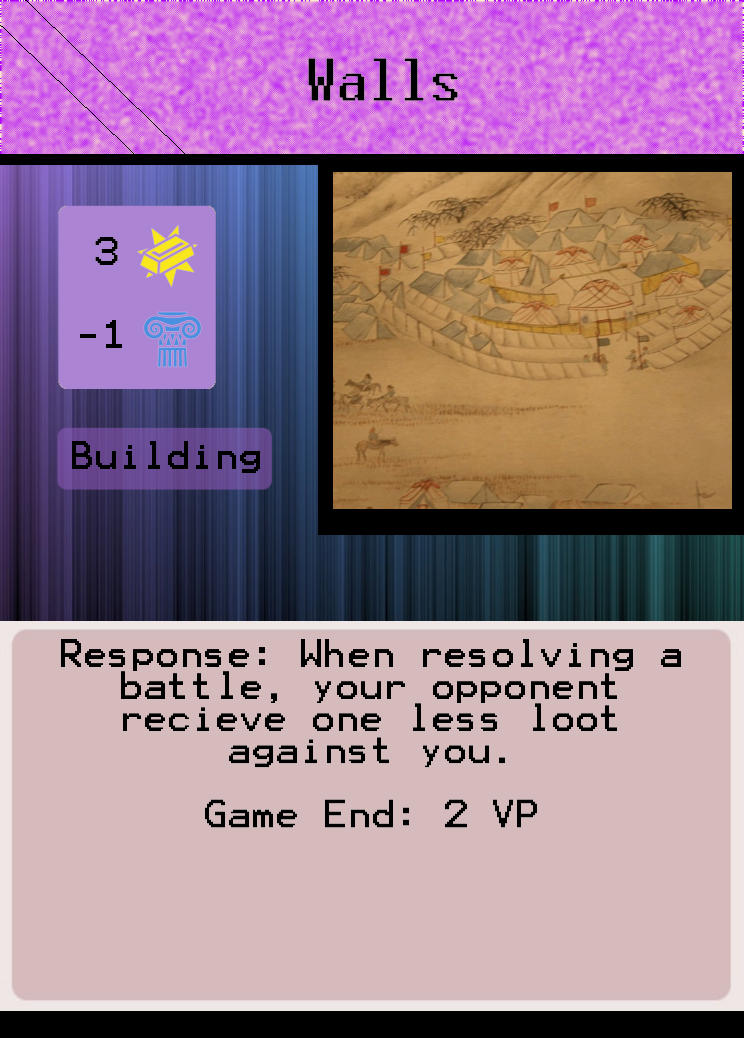 Walls
3
-1
Building
Response: When resolving a
battle, your opponent
recieve one less loot
against you.
Game End: 2 VP